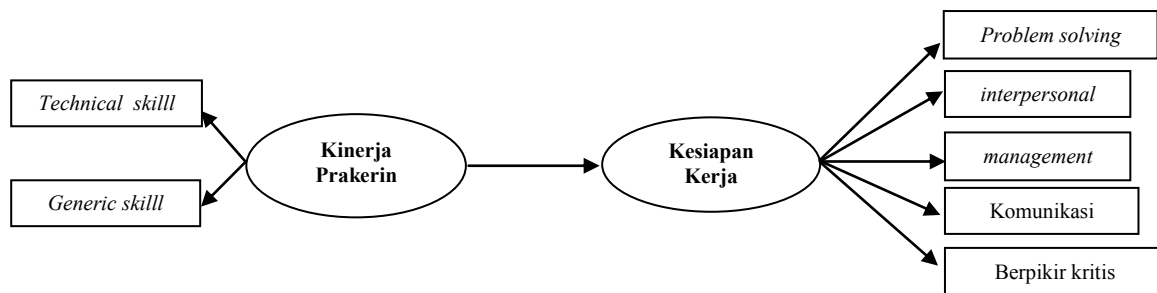 Technical skilll
Generic skilll
Kinerja
Prakerin
Kesiapan
Kerja
Problem solving
interpersonal
management
Komunikasi
Berpikir kritis